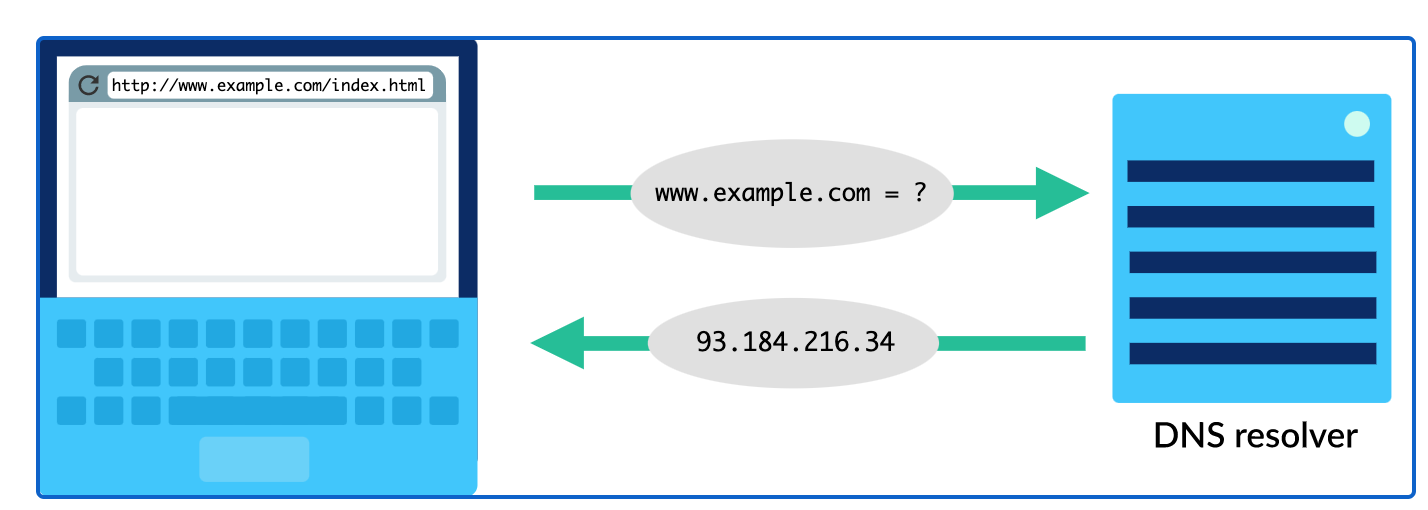 http://www.example.com/index.html
www.example.com = ?
93.184.216.34
DNS resolver